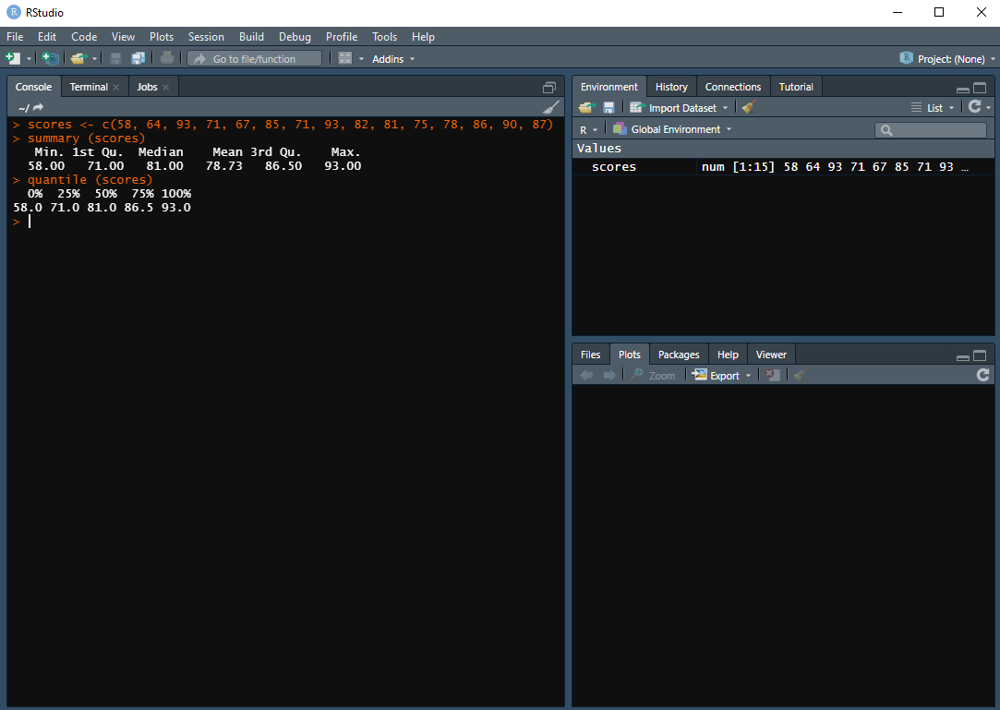 RStudio
File Edit Code View Plots Session Build Debug Profile Tools Help
Go to file/function Addins Project: (None)
Console Terminal Jobs
~/
> scores <- c(58, 64, 93, 71, 67, 85, 71, 93, 82, 81, 75, 78, 86, 90, 87)
> summary (scores)
Min. 1st Qu. Median Mean 3rd Qu. Max.
58.00 71.00 81.00 78.73 86.50 93.00
> quantile (scores)
0% 25% 50% 75% 100%
58.0 71.0 81.0 86.5 93.0
>
Environment History Connections Tutorial
Import Dataset List
R Global Environment
Values
scores num [1:15] 58 64 93 71 67 85 71 93 …
Files Plots Packages Help Viewer
Zoom Export